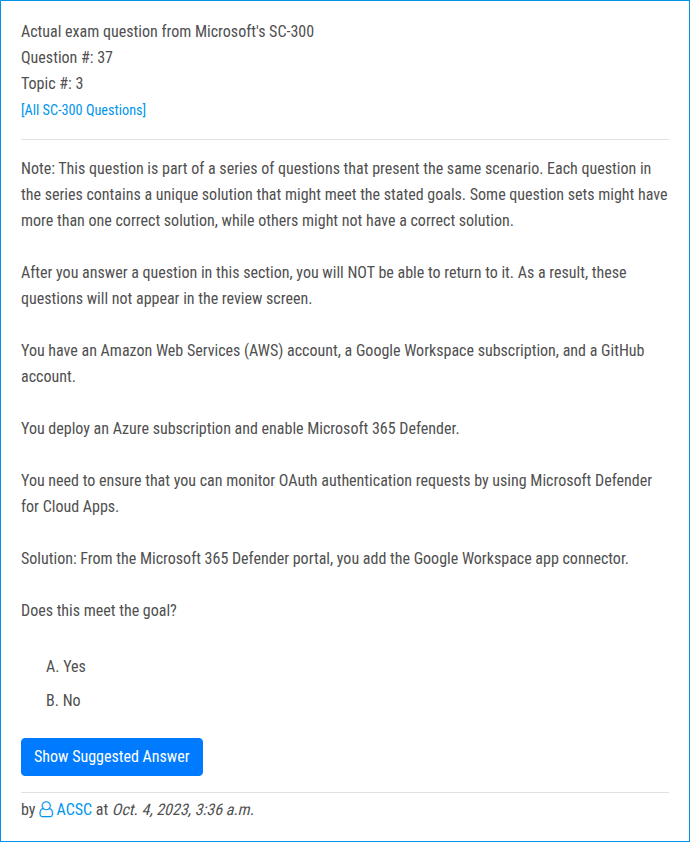 Actual exam question from Microsoft's SC-300
Question #: 37
Topic #: 3
[All SC-300 Questions]
Note: This question is part of a series of questions that present the same scenario. Each question in
the series contains a unique solution that might meet the stated goals. Some question sets might have
more than one correct solution, while others might not have a correct solution.
After you answer a question in this section, you will NOT be able to return to it. As a result, these
questions will not appear in the review screen.
You have an Amazon Web Services (AWS) account, a Google Workspace subscription, and a GitHub
account.
You deploy an Azure subscription and enable Microsoft 365 Defender.
You need to ensure that you can monitor OAuth authentication requests by using Microsoft Defender
for Cloud Apps.
Solution: From the Microsoft 365 Defender portal, you add the Google Workspace app connector.
Does this meet the goal?
A. Yes
B. No
Show Suggested Answer
by ACSC at Oct. 4, 2023, 3:36 a.m.